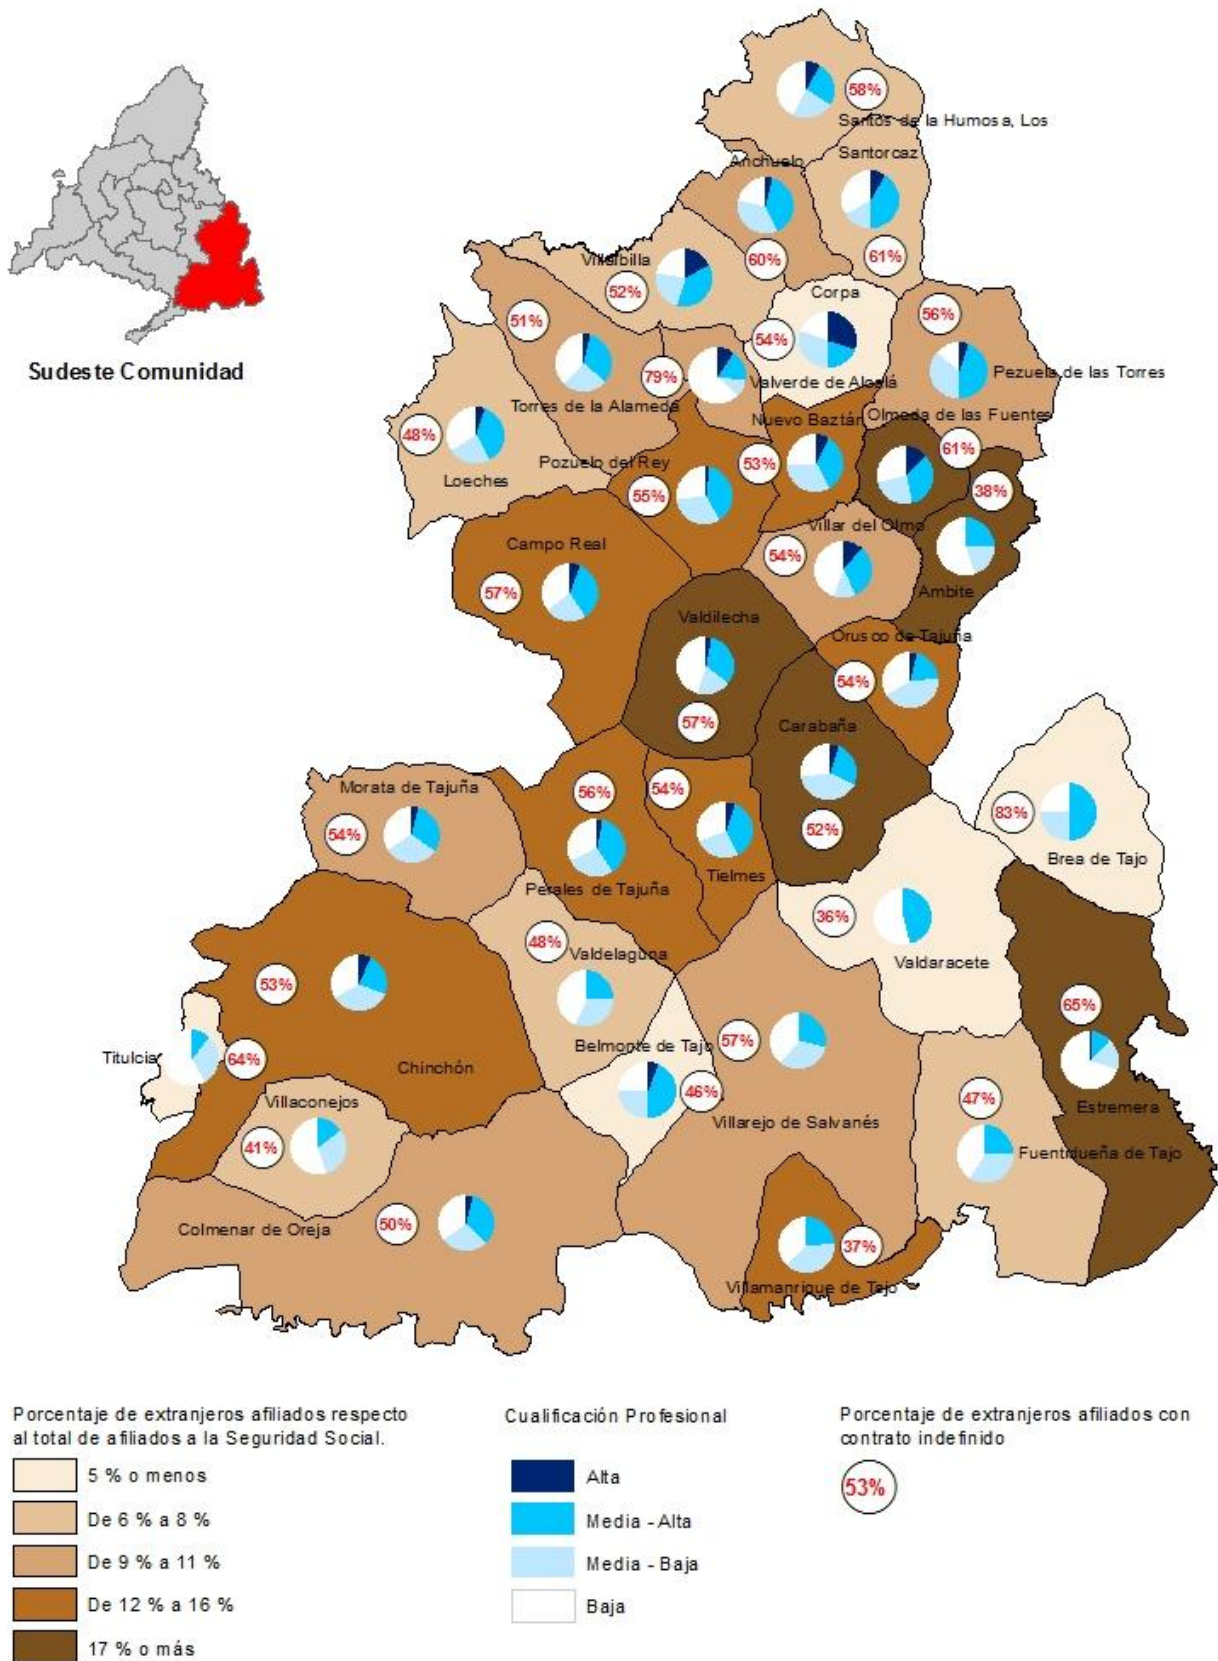 58%
Santos de la Humosa, Los
Anchuelo
Santorcaz
60%
61%
Villalbilla
52%
Corpa
51%
54%
56%
79%
Valverde de Alcalá
Pezuela de las Torres
Torres de la Alameda
Nuevo Baztán
Olmeda de las Fuentes
Sudeste Comunidad
48%
Loeches
Pozuelo del Rey
53%
61%
55%
38%
Villar del Olmo
Campo Real
54%
57%
Ambite
Valdilecha
Orusco de Tajuña
54%
57%
Carabaña
Morata de Tajuña
56%
54%
54%
52%
83%
Brea de Tajo
Perales de Tajuña
Tielmes
36%
48%
Valdelaguna
Valdaracete
53%
65%
Titulcia
64%
Chinchón
Belmonte de Tajo
57%
46%
Villaconejos
Villarejo de Salvanés
47%
Estremera
41%
Fuentidueña de Tajo
Colmenar de Oreja
50%
37%
Villamanrique de Tejo
Porcentaje de extranjeros afiliados respecto
al total de afiliados a la Seguridad Social.
5 % o menos
De 6 % a 8 %
De 9 % a 11 %
De 12 % a 16 %
17 % o más
Cualificación Profesional
Alta
Media - Alta
Media - Baja
Baja
Porcentaje de extranjeros afiliados con
contrato indefinido
53%